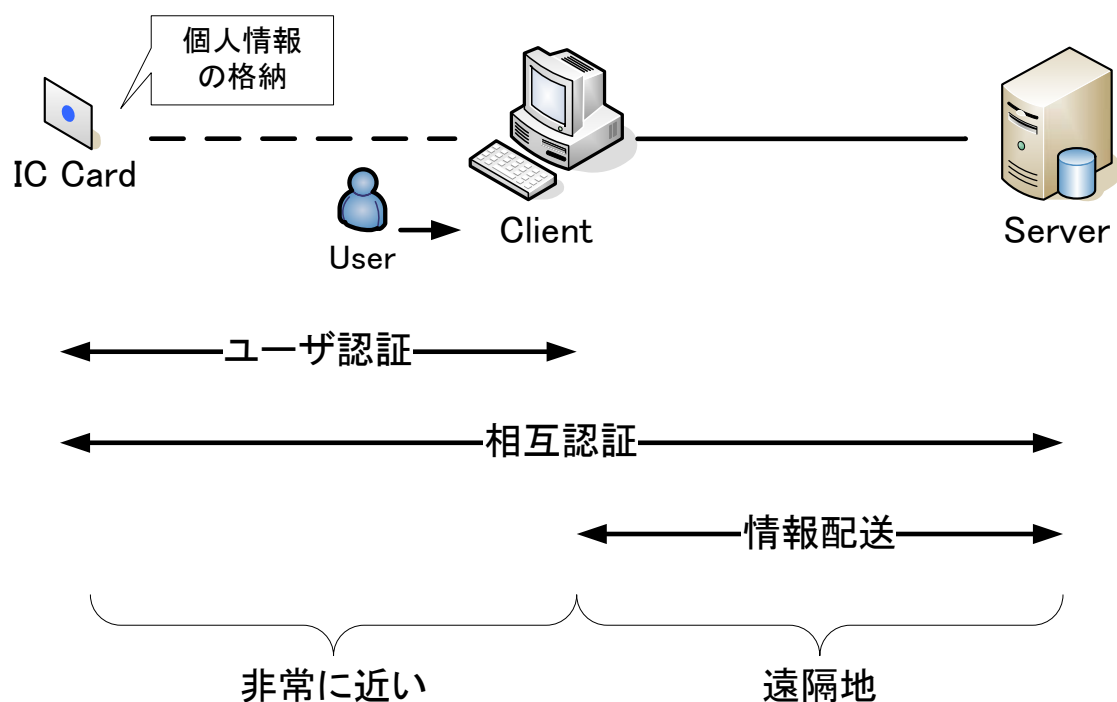 個人情報
の格納
IC Card
User
Client
Server
ユーザ認証
相互認証
情報配送
非常に近い
遠隔地